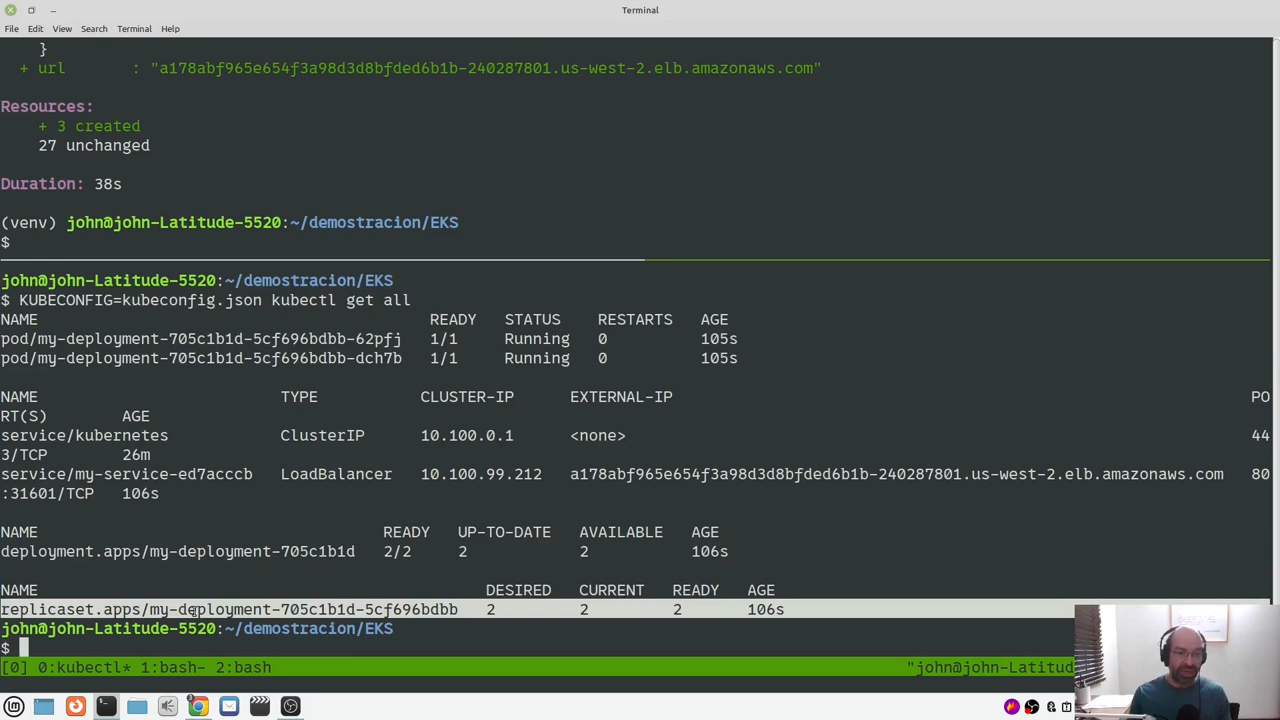 Terminal
File Edit View Search Terminal Help
}
+ url : "a178abf965e654f3a98d3d8bfded6b1b-240287801.us-west-2.elb.amazonaws.com"
Resources:
+ 3 created
27 unchanged
Duration: 38s
(venv) john@john-Latitude-5520:~/demostracion/EKS
$
john@john-Latitude-5520:~/demostracion/EKS
$ KUBECONFIG=kubeconfig.json kubectl get all
NAME READY STATUS RESTARTS AGE
pod/my-deployment-705c1b1d-5cf696bdbb-62pfj 1/1 Running 0 105s
pod/my-deployment-705c1b1d-5cf696bdbb-dch7b 1/1 Running 0 105s
NAME TYPE CLUSTER-IP EXTERNAL-IP PO
RT(S) AGE
service/kubernetes ClusterIP 10.100.0.1 <none> 44
3/TCP 26m
service/my-service-ed7acccb LoadBalancer 10.100.99.212 a178abf965e654f3a98d3d8bfded6b1b-240287801.us-west-2.elb.amazonaws.com 80
:31601/TCP 106s
NAME READY UP-TO-DATE AVAILABLE AGE
deployment.apps/my-deployment-705c1b1d 2/2 2 2 106s
NAME DESIRED CURRENT READY AGE
replicaset.apps/my-deployment-705c1b1d-5cf696bdbb 2 2 2 106s
john@john-Latitude-5520:~/demostracion/EKS
$
[0] 0:kubectl* 1:bash- 2:bash "john@john-Latitud